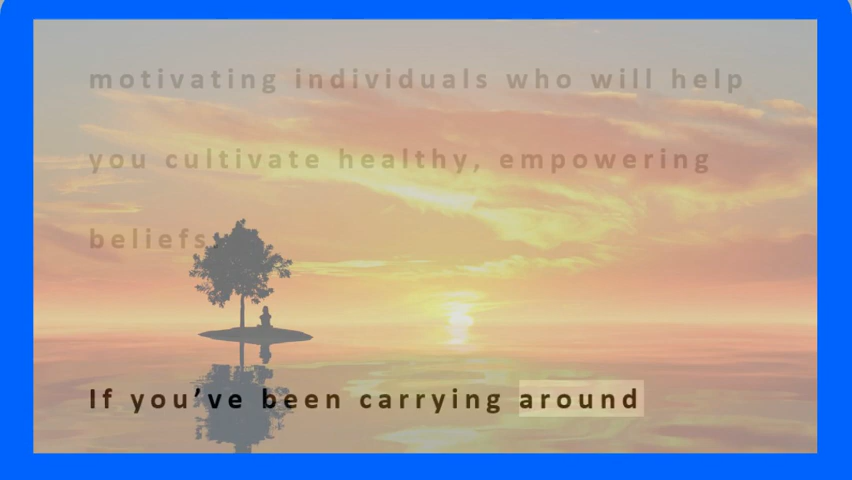 motivating individuals who will help
you cultivate healthy, empowering
beliefs.
If you’ve been carrying around